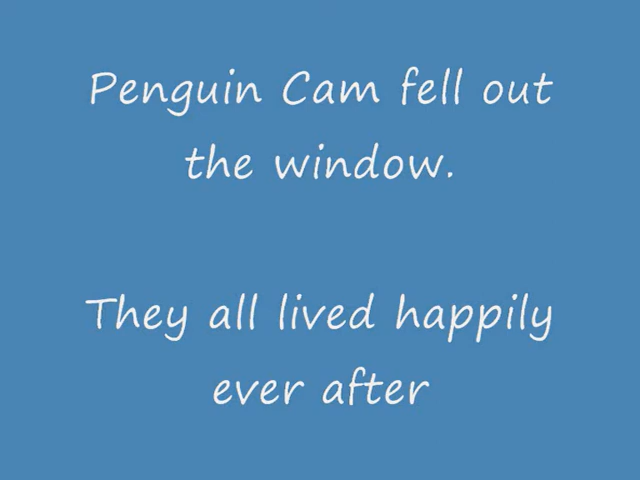 Penguin Cam fell out
the window.
They all lived happily
ever after